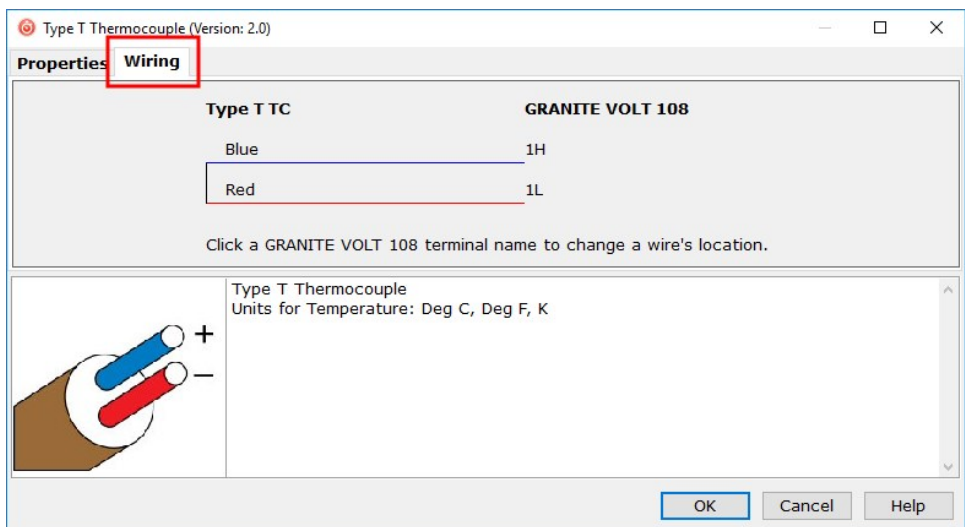 Type T Thermocouple (Version: 2.0)
Properties Wiring
Type T TC GRANITE VOLT 108
Blue 1H
Red 1L
Click a GRANITE VOLT 108 terminal name to change a wire's location.
Type T Thermocouple
Units for Temperature: Deg C, Deg F, K
+
−
OK Cancel Help